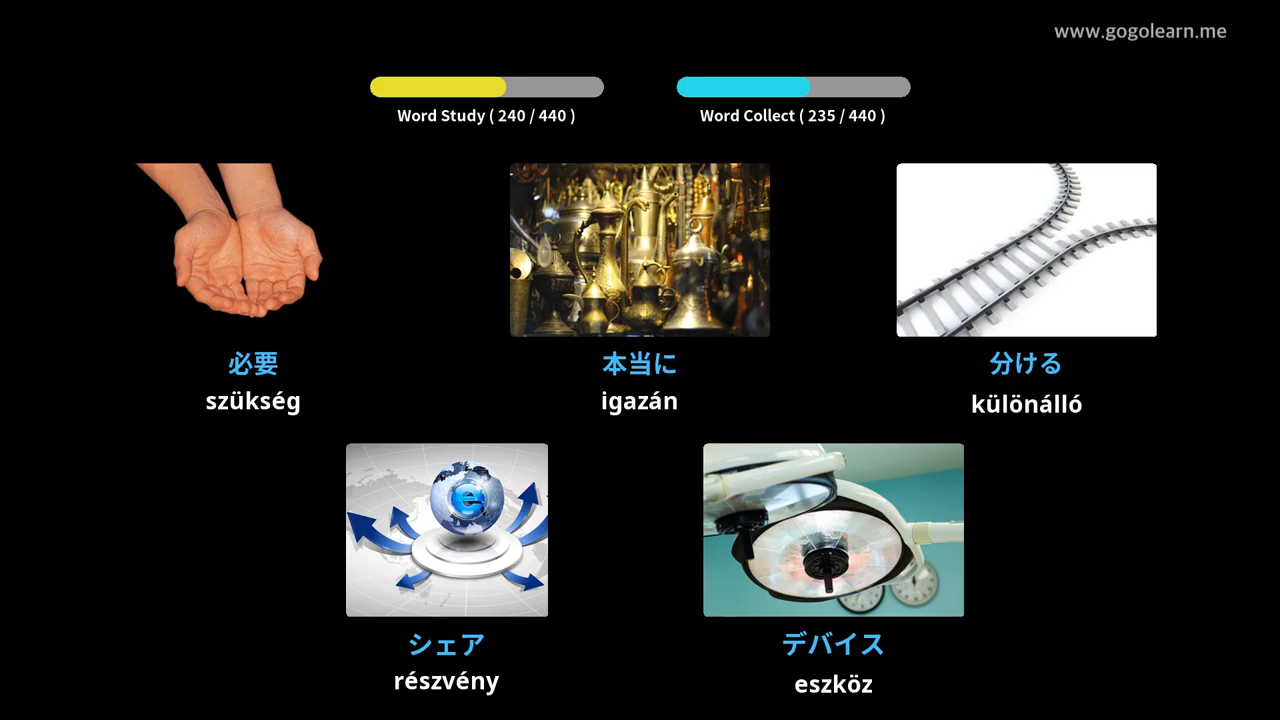 www.gogolearn.me
Word Study ( 240 / 440 )
Word Collect ( 235 / 440 )
必要
szükség
本当に
igazán
分ける
különálló
e
シェア
részvény
デバイス
eszköz